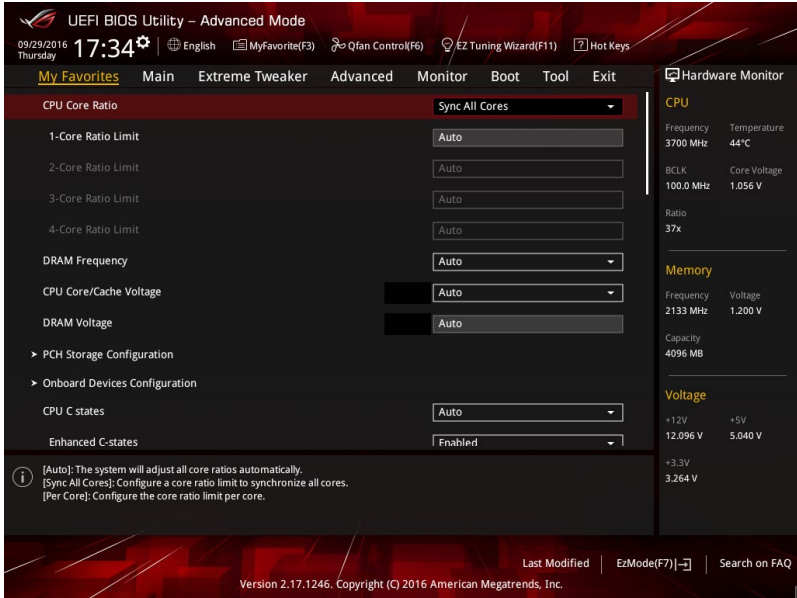 UEFI BIOS Utility – Advanced Mode
09/29/2016
Thursday
17:34
English
MyFavorite(F3)
Qfan Control(F6)
EZ Tuning Wizard(F11)
? Hot Keys
My Favorites Main Extreme Tweaker Advanced Monitor Boot Tool Exit
CPU Core Ratio Sync All Cores
1-Core Ratio Limit Auto
2-Core Ratio Limit Auto
3-Core Ratio Limit Auto
4-Core Ratio Limit Auto
DRAM Frequency Auto
CPU Core/Cache Voltage Auto
DRAM Voltage Auto
> PCH Storage Configuration
> Onboard Devices Configuration
CPU C states Auto
Enhanced C-states Enabled
[Auto]: The system will adjust all core ratios automatically.
[Sync All Cores]: Configure a core ratio limit to synchronize all cores.
[Per Core]: Configure the core ratio limit per core.
Hardware Monitor
CPU
Frequency Temperature
3700 MHz 44°C
BCLK Core Voltage
100.0 MHz 1.056 V
Ratio
37x
Memory
Frequency Voltage
2133 MHz 1.200 V
Capacity
4096 MB
Voltage
+12V +5V
12.096 V 5.040 V
+3.3V
3.264 V
Last Modified
EzMode(F7)
Search on FAQ
Version 2.17.1246. Copyright (C) 2016 American Megatrends, Inc.